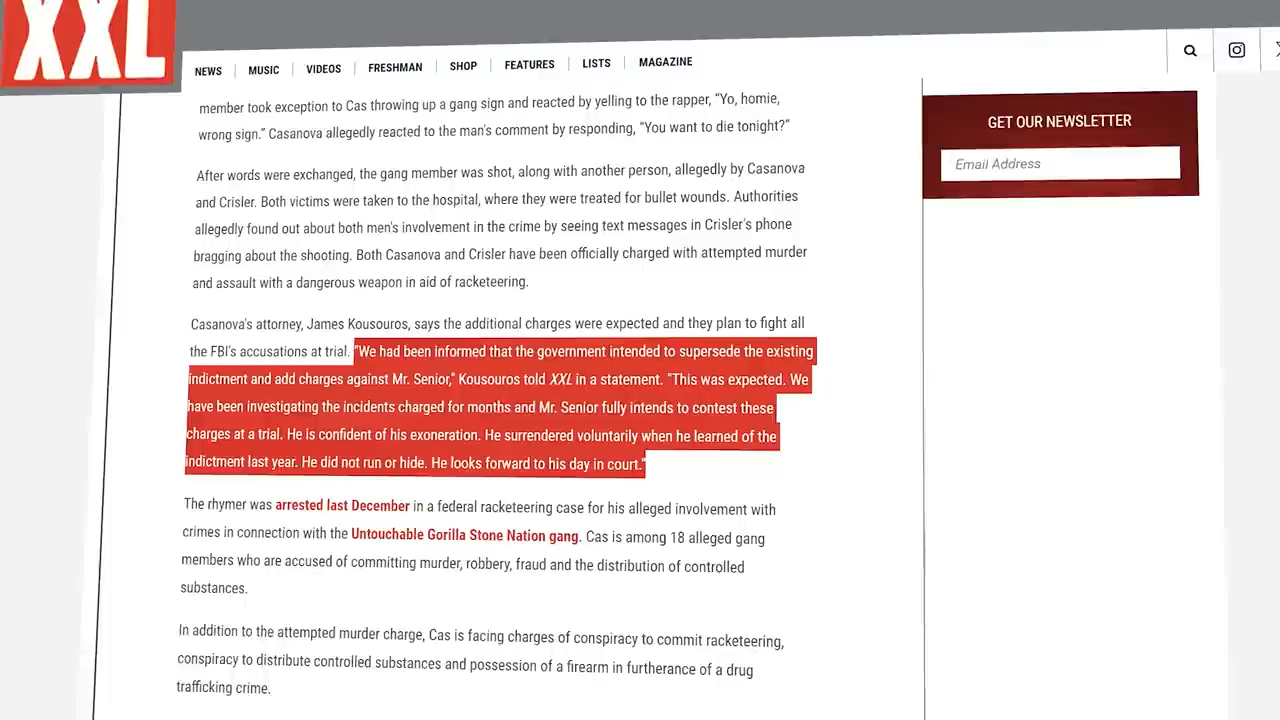 XXL
NEWS
MUSIC
VIDEOS
FRESHMAN
SHOP
FEATURES
LISTS
MAGAZINE
member took exception to Cas throwing up a gang sign and reacted by yelling to the rapper, “Yo, homie,
wrong sign.” Casanova allegedly reacted to the man's comment by responding, “You want to die tonight?”
After words were exchanged, the gang member was shot, along with another person, allegedly by Casanova
and Crisler. Both victims were taken to the hospital, where they were treated for bullet wounds. Authorities
allegedly found out about both men's involvement in the crime by seeing text messages in Crisler's phone
bragging about the shooting. Both Casanova and Crisler have been officially charged with attempted murder
and assault with a dangerous weapon in aid of racketeering.
Casanova's attorney, James Kousouros, says the additional charges were expected and they plan to fight all
the FBI's accusations at trial. "We had been informed that the government intended to supersede the existing
indictment and add charges against Mr. Senior," Kousouros told XXL in a statement. "This was expected. We
have been investigating the incidents charged for months and Mr. Senior fully intends to contest these
charges at a trial. He is confident of his exoneration. He surrendered voluntarily when he learned of the
indictment last year. He did not run or hide. He looks forward to his day in court."
The rhymer was arrested last December in a federal racketeering case for his alleged involvement with
crimes in connection with the Untouchable Gorilla Stone Nation gang. Cas is among 18 alleged gang
members who are accused of committing murder, robbery, fraud and the distribution of controlled
substances.
In addition to the attempted murder charge, Cas is facing charges of conspiracy to commit racketeering,
conspiracy to distribute controlled substances and possession of a firearm in furtherance of a drug
trafficking crime.
GET OUR NEWSLETTER
Email Address